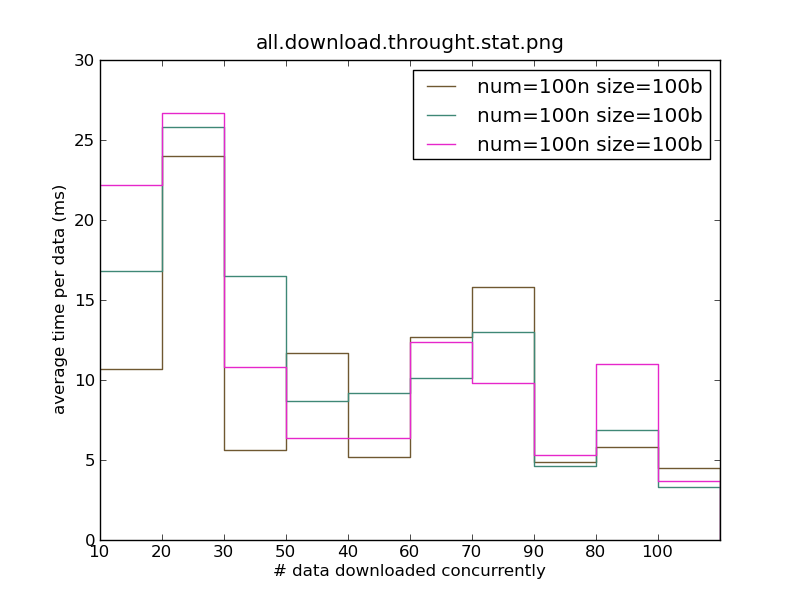 all.download.throught.stat.png
num=100n size=100b
num=100n size=100b
num=100n size=100b
average time per data (ms)
30
25
20
15
10
5
0
10 20 30 50 40 60 70 90 80 100
# data downloaded concurrently